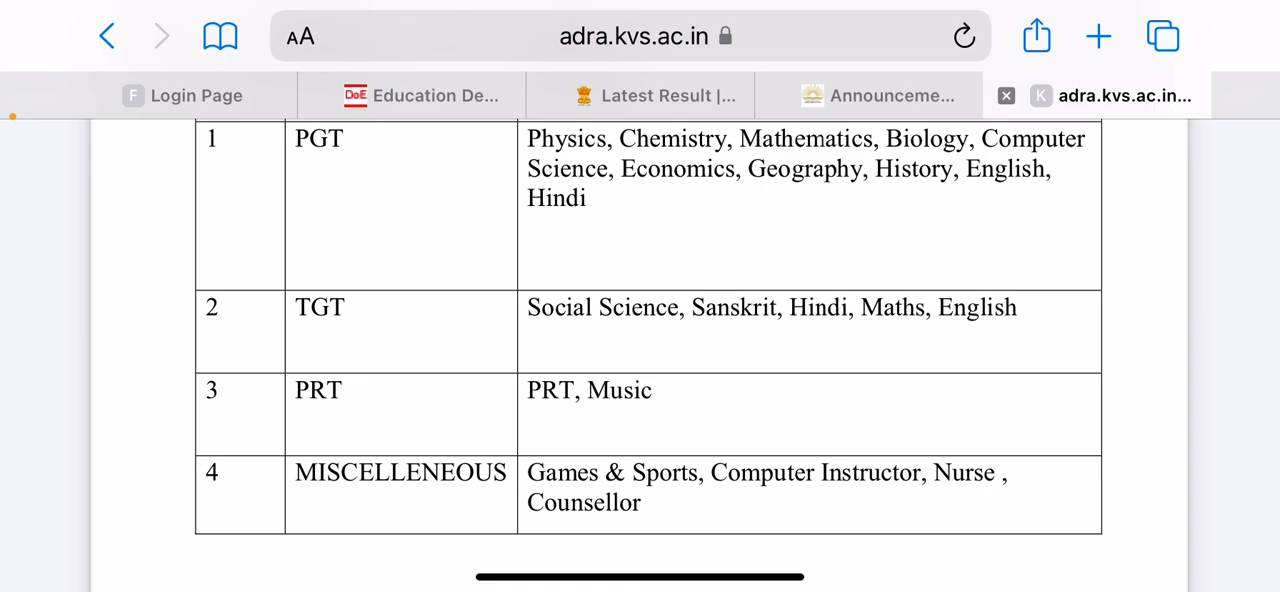 AA adra.kvs.ac.in
F Login Page DoE Education De... Latest Result |... Announceme... K adra.kvs.ac.in...
1 PGT Physics, Chemistry, Mathematics, Biology, Computer
Science, Economics, Geography, History, English,
Hindi
2 TGT Social Science, Sanskrit, Hindi, Maths, English
3 PRT PRT, Music
4 MISCELLENEOUS Games & Sports, Computer Instructor, Nurse ,
Counsellor